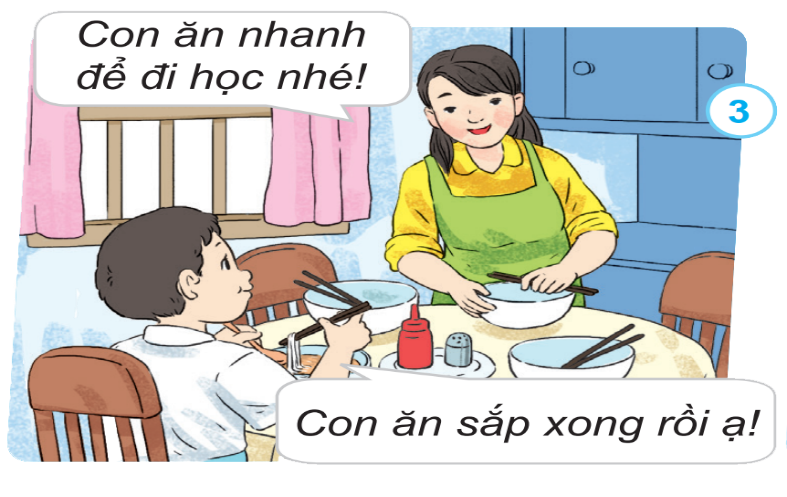 Con ăn nhanh
để đi học nhé!
3
Con ăn sắp xong rồi ạ!